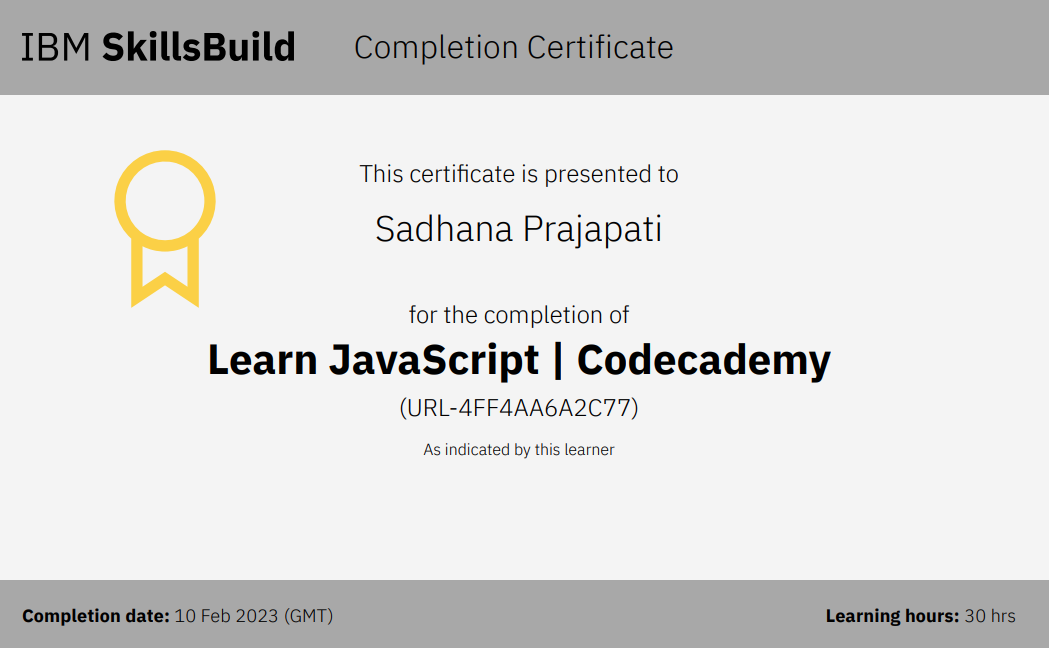 IBM SkillsBuild Completion Certificate
This certificate is presented to
Sadhana Prajapati
for the completion of
Learn JavaScript | Codecademy
(URL-4FF4AA6A2C77)
As indicated by this learner
Completion date: 10 Feb 2023 (GMT) Learning hours: 30 hrs